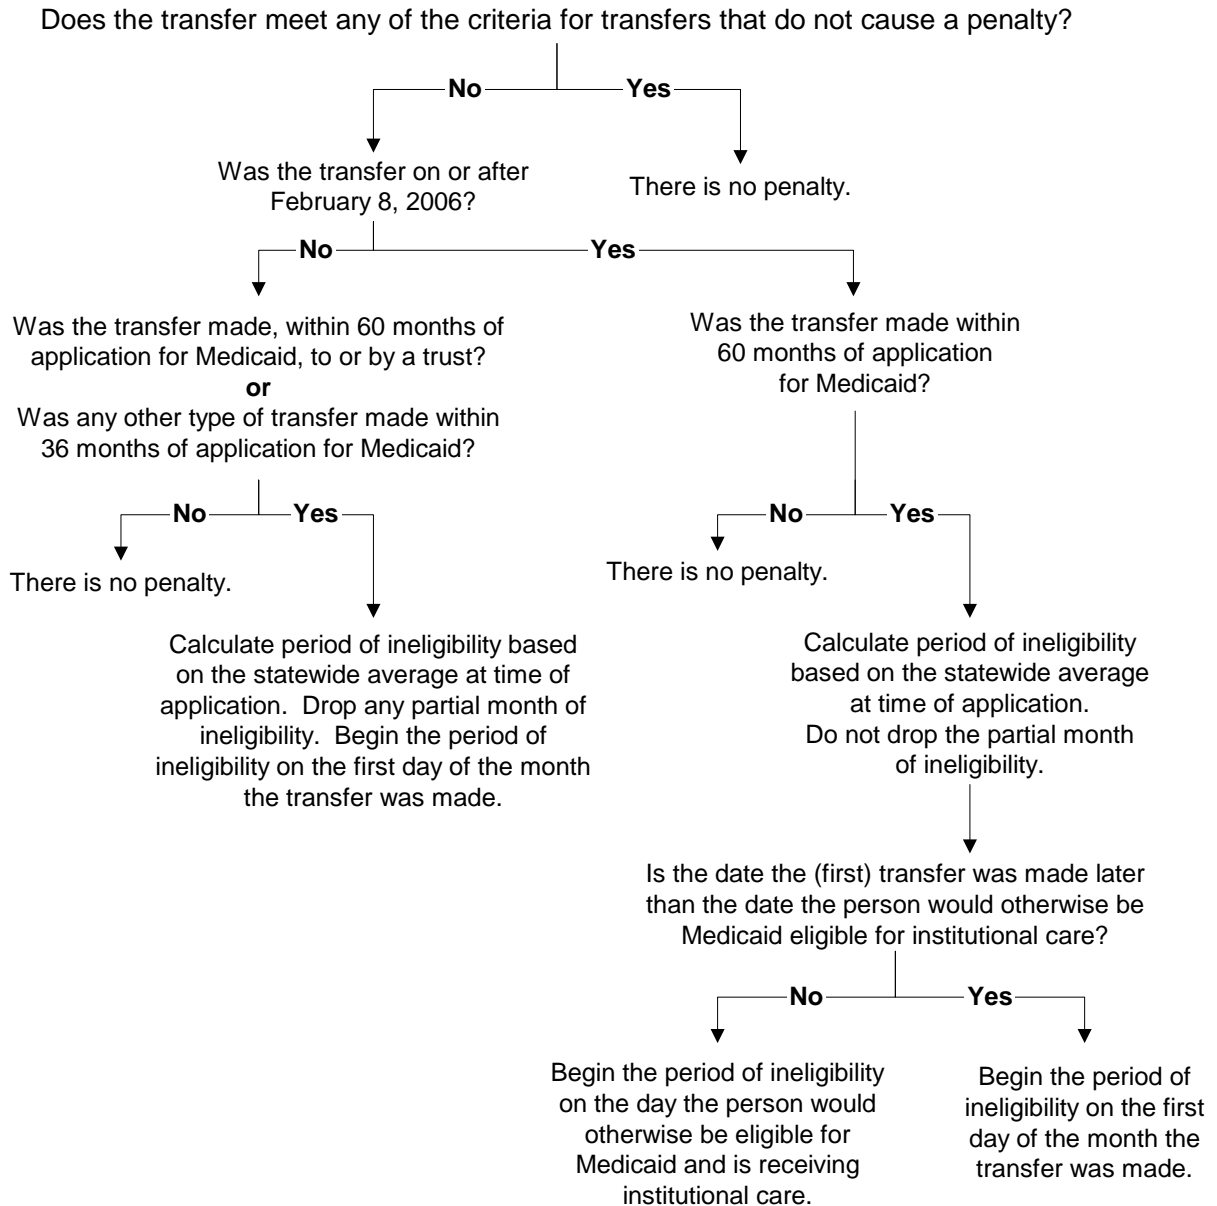 Does the transfer meet any of the criteria for transfers that do not cause a penalty?
No
Yes
Was the transfer on or after
February 8, 2006?
There is no penalty.
No
Yes
Was the transfer made, within 60 months of
application for Medicaid, to or by a trust?
or
Was any other type of transfer made within
36 months of application for Medicaid?
Was the transfer made within
60 months of application
for Medicaid?
No
Yes
No
Yes
There is no penalty.
There is no penalty.
Calculate period of ineligibility based
on the statewide average at time of
application.  Drop any partial month of
ineligibility.  Begin the period of
ineligibility on the first day of the month
the transfer was made.
Calculate period of ineligibility
based on the statewide average
at time of application.
Do not drop the partial month
of ineligibility.
Is the date the (first) transfer was made later
than the date the person would otherwise be
Medicaid eligible for institutional care?
No
Yes
Begin the period of ineligibility
on the day the person would
otherwise be eligible for
Medicaid and is receiving
institutional care.
Begin the period of
ineligibility on the first
day of the month the
transfer was made.